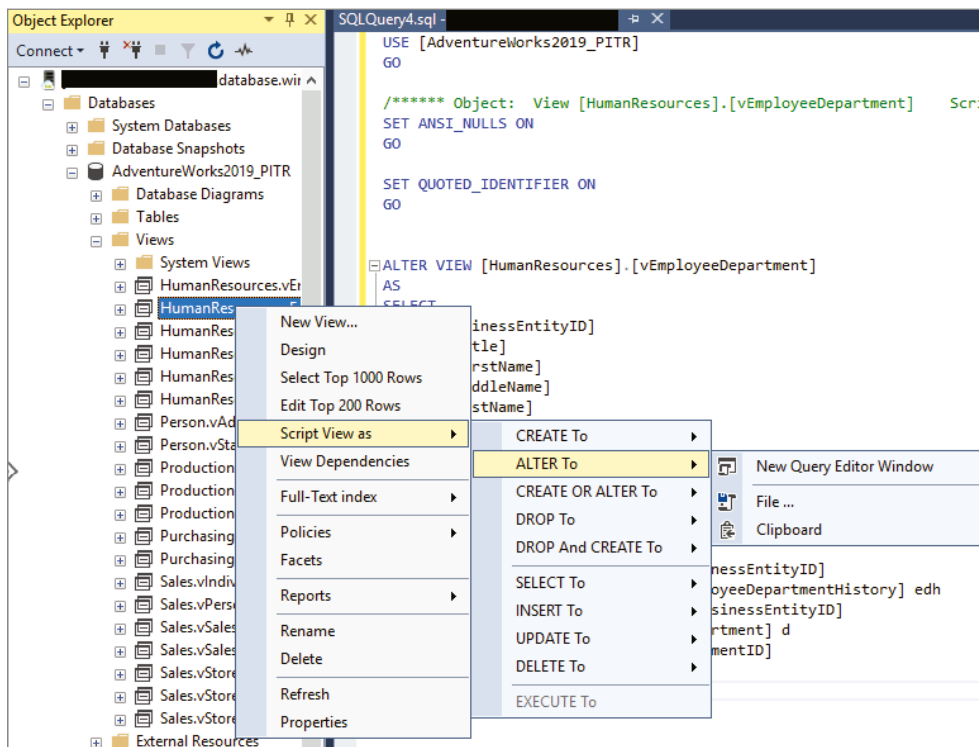 Object Explorer
SQLQuery4.sql -
Connect
database.wir
Databases
System Databases
Database Snapshots
AdventureWorks2019_PITR
Database Diagrams
Tables
Views
System Views
HumanResources.vEr
HumanRes
HumanRes
HumanRes
HumanRes
HumanRes
Person.vAd
Person.vSta
Production
Production
Production
Purchasing
Purchasing
Sales.vIndiv
Sales.vPerso
Sales.vSales
Sales.vSales
Sales.vStore
Sales.vStore
Sales.vStore
External Resources
USE [AdventureWorks2019_PITR]
GO
/****** Object:  View [HumanResources].[vEmployeeDepartment]    Scri
SET ANSI_NULLS ON
GO
SET QUOTED_IDENTIFIER ON
GO
ALTER VIEW [HumanResources].[vEmployeeDepartment]
AS
SELECT
inessEntityID]
tle]
rstName]
ddleName]
stName]
nessEntityID]
oyeeDepartmentHistory] edh
sinessEntityID]
rtment] d
mentID]
New View...
Design
Select Top 1000 Rows
Edit Top 200 Rows
Script View as
View Dependencies
Full-Text index
Policies
Facets
Reports
Rename
Delete
Refresh
Properties
CREATE To
ALTER To
CREATE OR ALTER To
DROP To
DROP And CREATE To
SELECT To
INSERT To
UPDATE To
DELETE To
EXECUTE To
New Query Editor Window
File ...
Clipboard